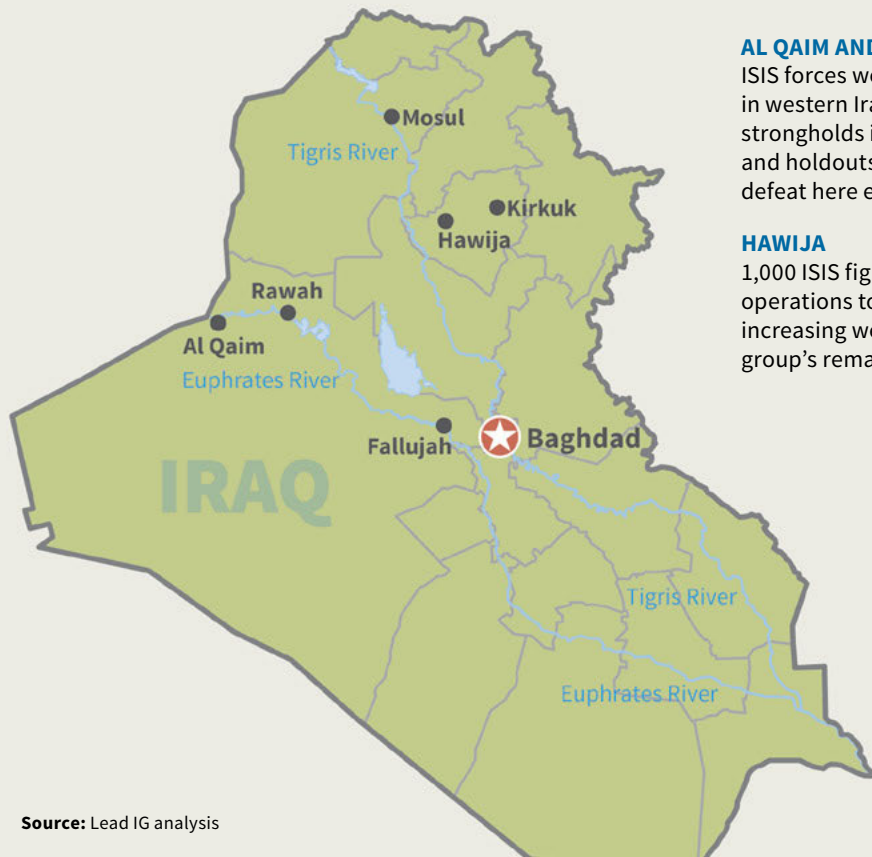 Mosul
Tigris River
Kirkuk
Hawija
Rawah
Al Qaim
Euphrates River
Fallujah
Baghdad
IRAQ
Tigris River
Euphrates River
Source: Lead IG analysis
AL QAIM AND
ISIS forces we
in western Ira
strongholds i
and holdouts
defeat here e
HAWIJA
1,000 ISIS fig
operations to
increasing we
group’s rema